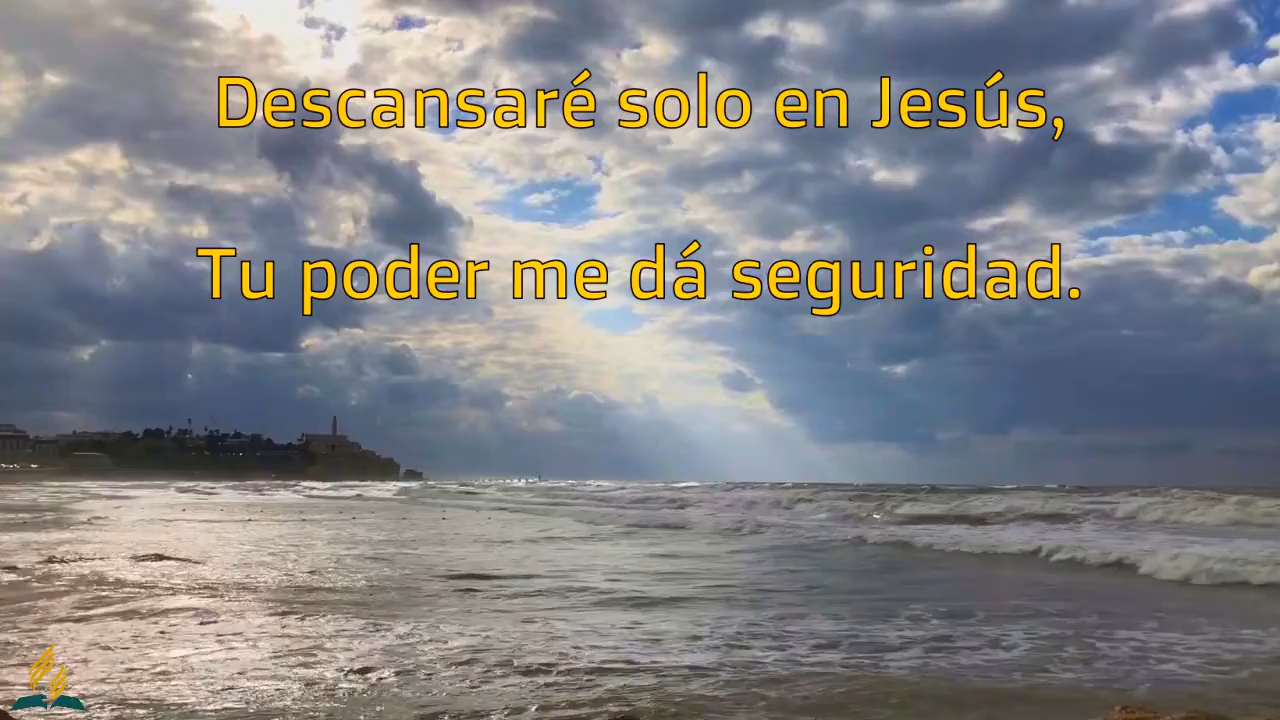 Descansaré solo en Jesús,
Tu poder me dá seguridad.